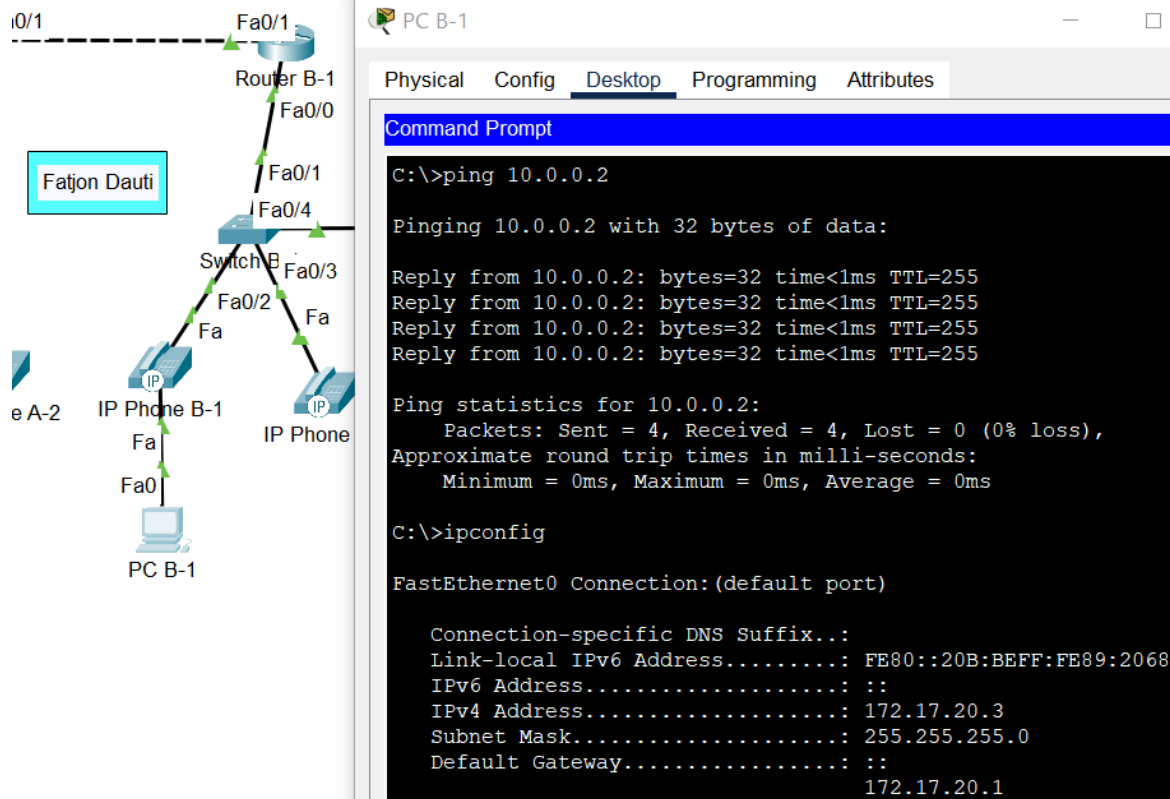 0/1
Fa0/1
Router B-1
Fa0/0
Fatjon Dauti
Fa0/1
Fa0/4
Switch B
Fa0/3
Fa0/2
Fa
Fa
IP
IP
e A-2
IP Phone B-1
IP Phone
Fa
Fa0
PC B-1
PC B-1
Physical Config Desktop Programming Attributes
Command Prompt
C:\>ping 10.0.0.2
Pinging 10.0.0.2 with 32 bytes of data:
Reply from 10.0.0.2: bytes=32 time<1ms TTL=255
Reply from 10.0.0.2: bytes=32 time<1ms TTL=255
Reply from 10.0.0.2: bytes=32 time<1ms TTL=255
Reply from 10.0.0.2: bytes=32 time<1ms TTL=255
Ping statistics for 10.0.0.2:
Packets: Sent = 4, Received = 4, Lost = 0 (0% loss),
Approximate round trip times in milli-seconds:
Minimum = 0ms, Maximum = 0ms, Average = 0ms
C:\>ipconfig
FastEthernet0 Connection:(default port)
Connection-specific DNS Suffix..:
Link-local IPv6 Address.........: FE80::20B:BEFF:FE89:2068
IPv6 Address....................: ::
IPv4 Address....................: 172.17.20.3
Subnet Mask.....................: 255.255.255.0
Default Gateway.................: ::
172.17.20.1